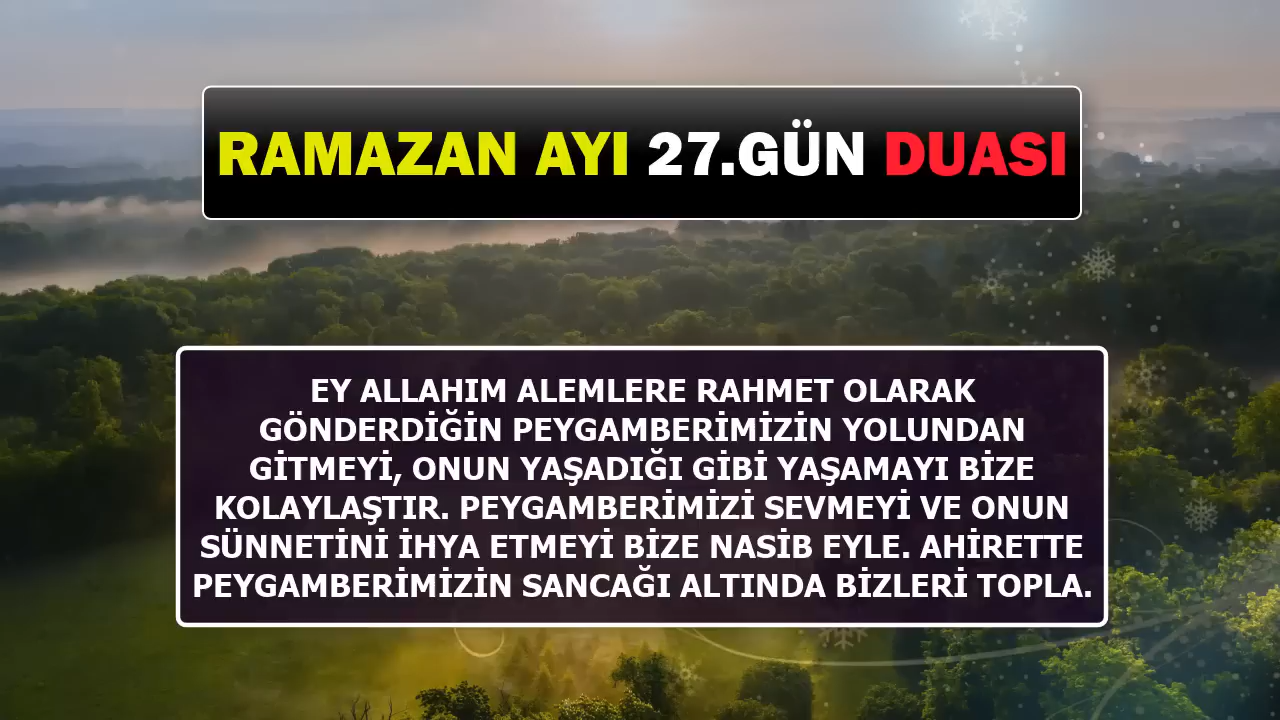 RAMAZAN AYI 27.GÜN DUASI
EY ALLAHIM ALEMLERE RAHMET OLARAK
GÖNDERDİĞİN PEYGAMBERİMİZİN YOLUNDAN
GİTMEYİ, ONUN YAŞADIĞI GİBİ YAŞAMAYI BİZE
KOLAYLAŞTIR. PEYGAMBERİMİZİ SEVMEYİ VE ONUN
SÜNNETİNİ İHYA ETMEYİ BİZE NASİB EYLE. AHİRETTE
PEYGAMBERİMİZİN SANCAĞI ALTINDA BİZLERİ TOPLA.